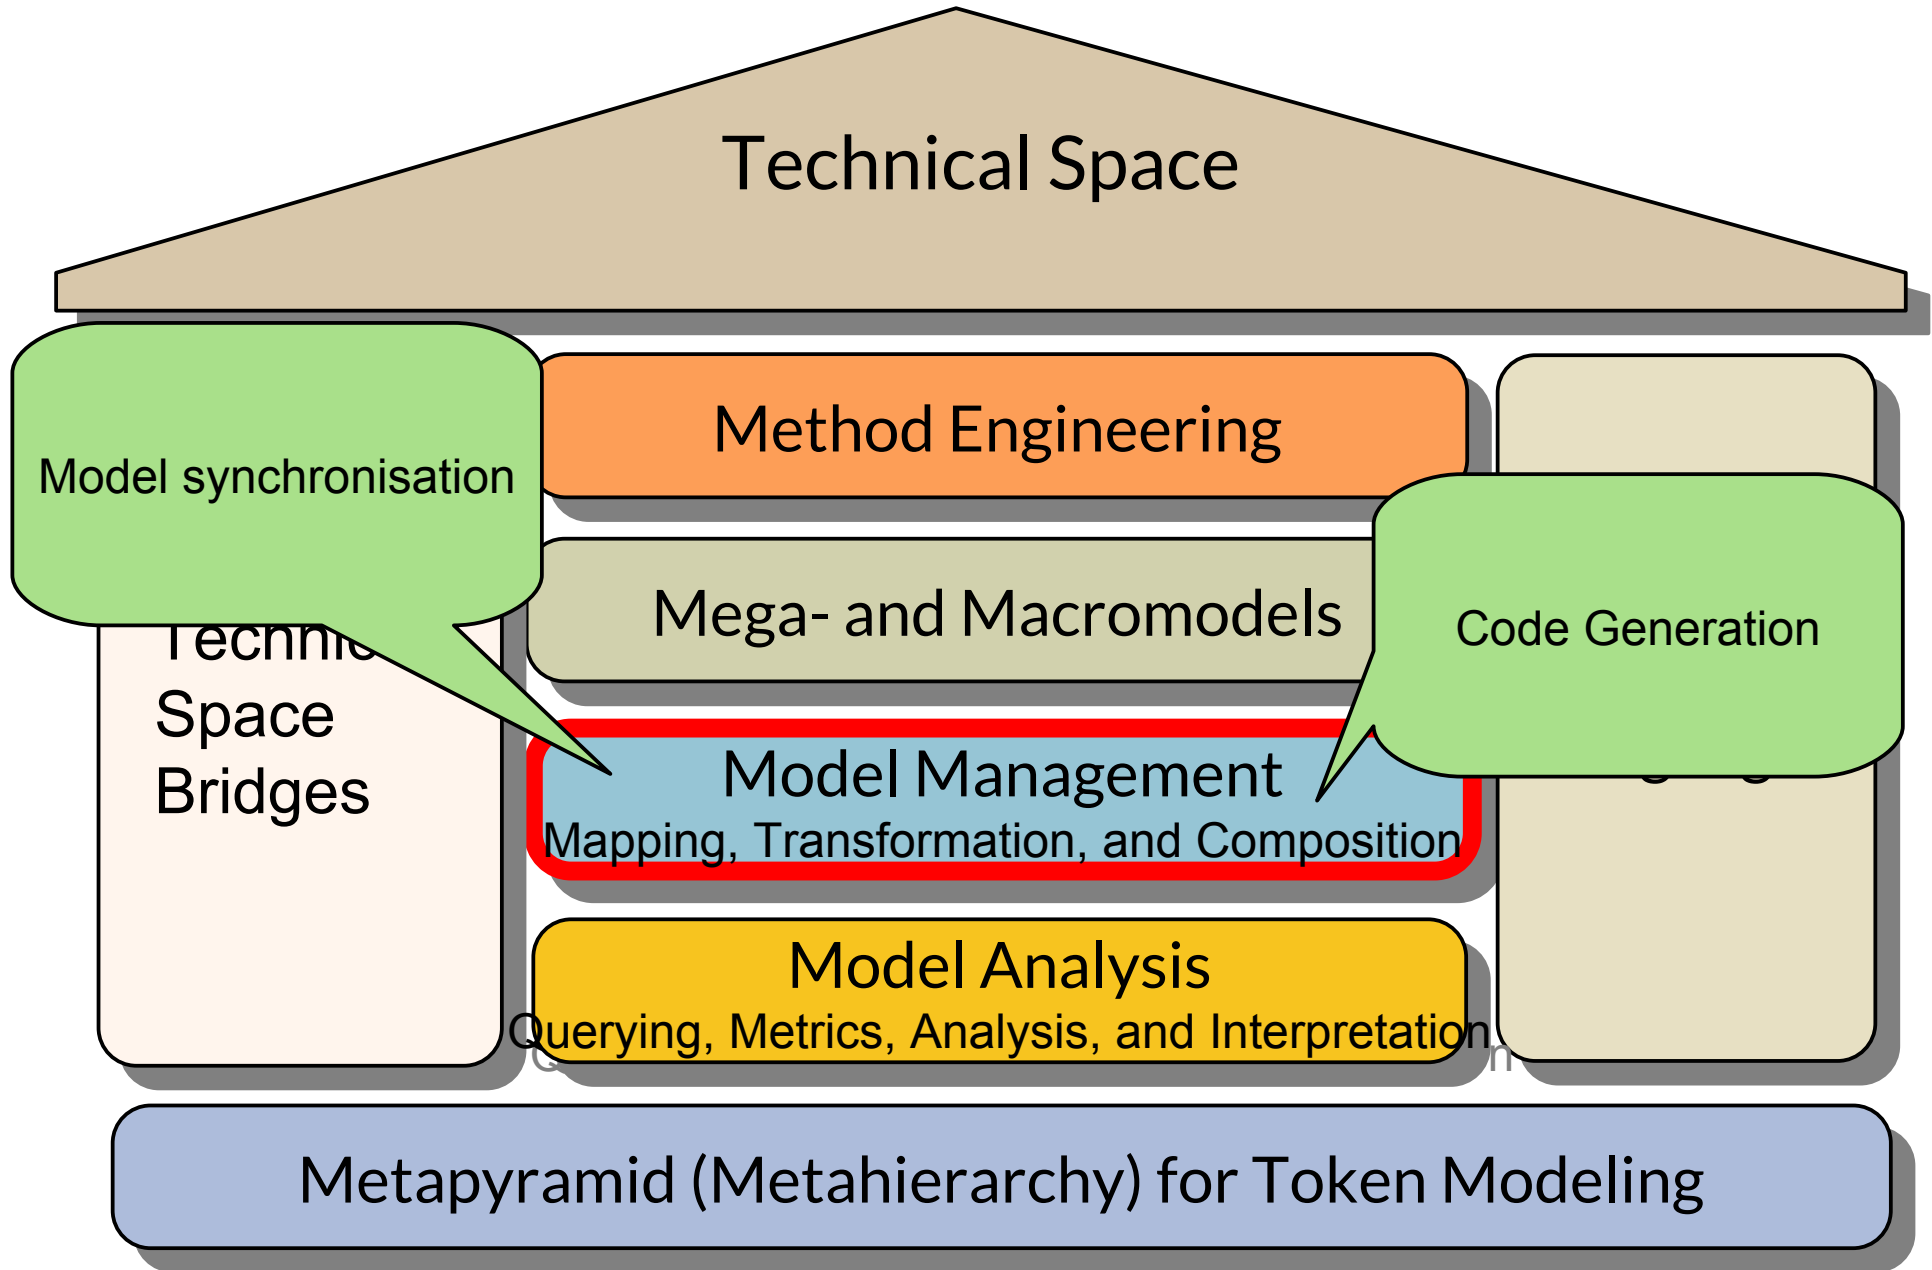 Technical Space
Method Engineering
Model synchronisation
Mega- and Macromodels
Code Generation
Space
Bridges
Model Management
Mapping, Transformation, and Composition
Model Analysis
Querying, Metrics, Analysis, and Interpretation
Metapyramid (Metahierarchy) for Token Modeling